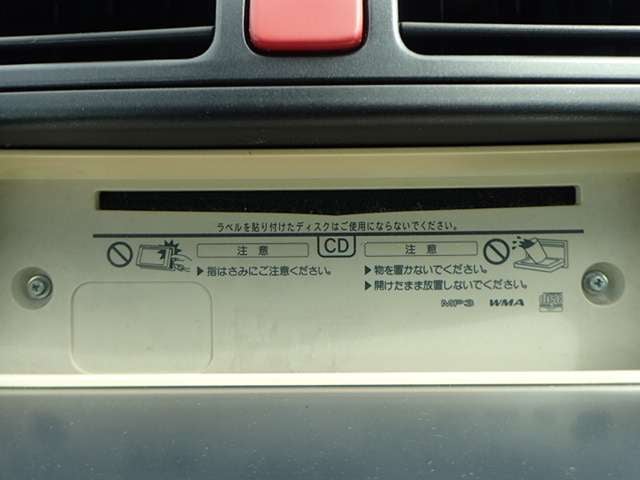 ラベルを貼り付けたディスクはご使用にならないでください。
注意 CD 注意
▶指はさみにご注意ください。
▶物を置かないでください。
▶開けたまま放置しないでください。
MP3 WMA